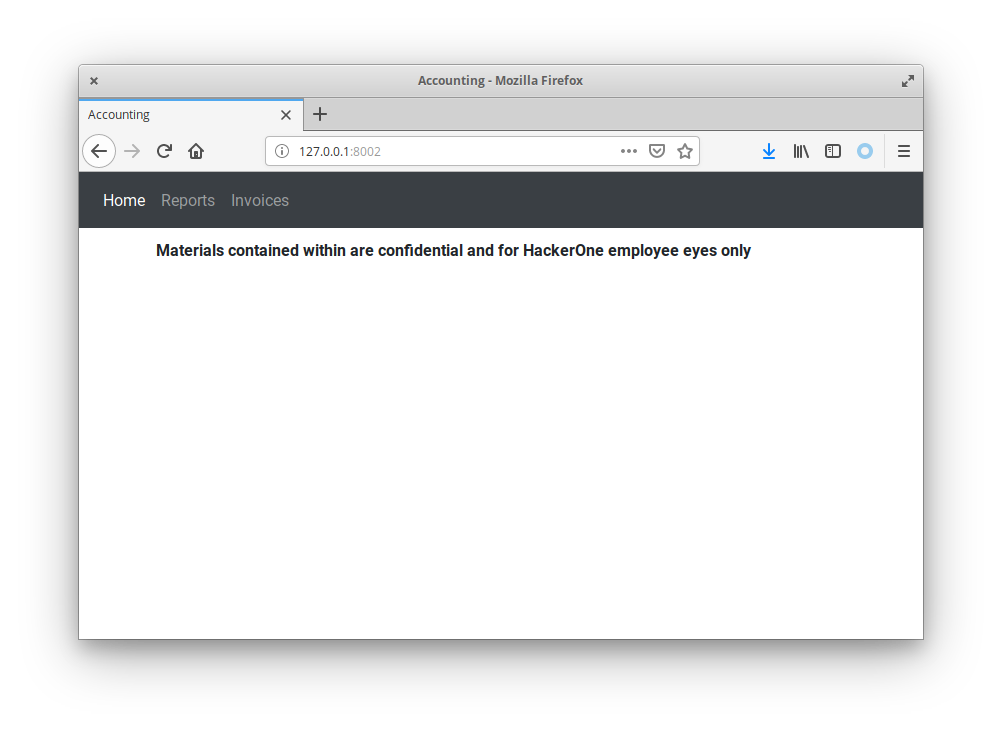 Accounting - Mozilla Firefox
Accounting
127.0.0.1:8002
Home Reports Invoices
Materials contained within are confidential and for HackerOne employee eyes only